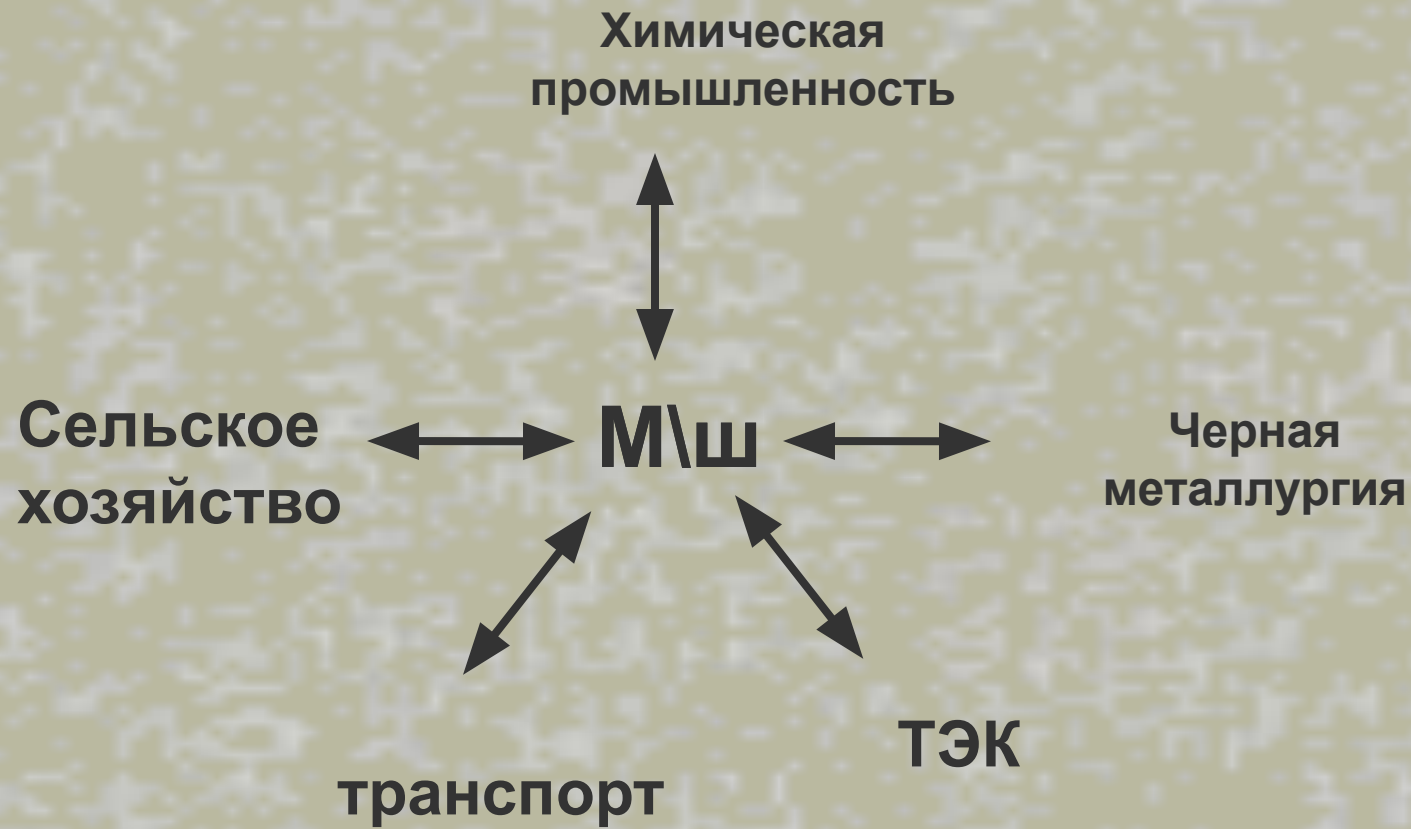 Химическая
промышленность
Сельское
хозяйство
М\ш
Черная
металлургия
ТЭК
транспорт